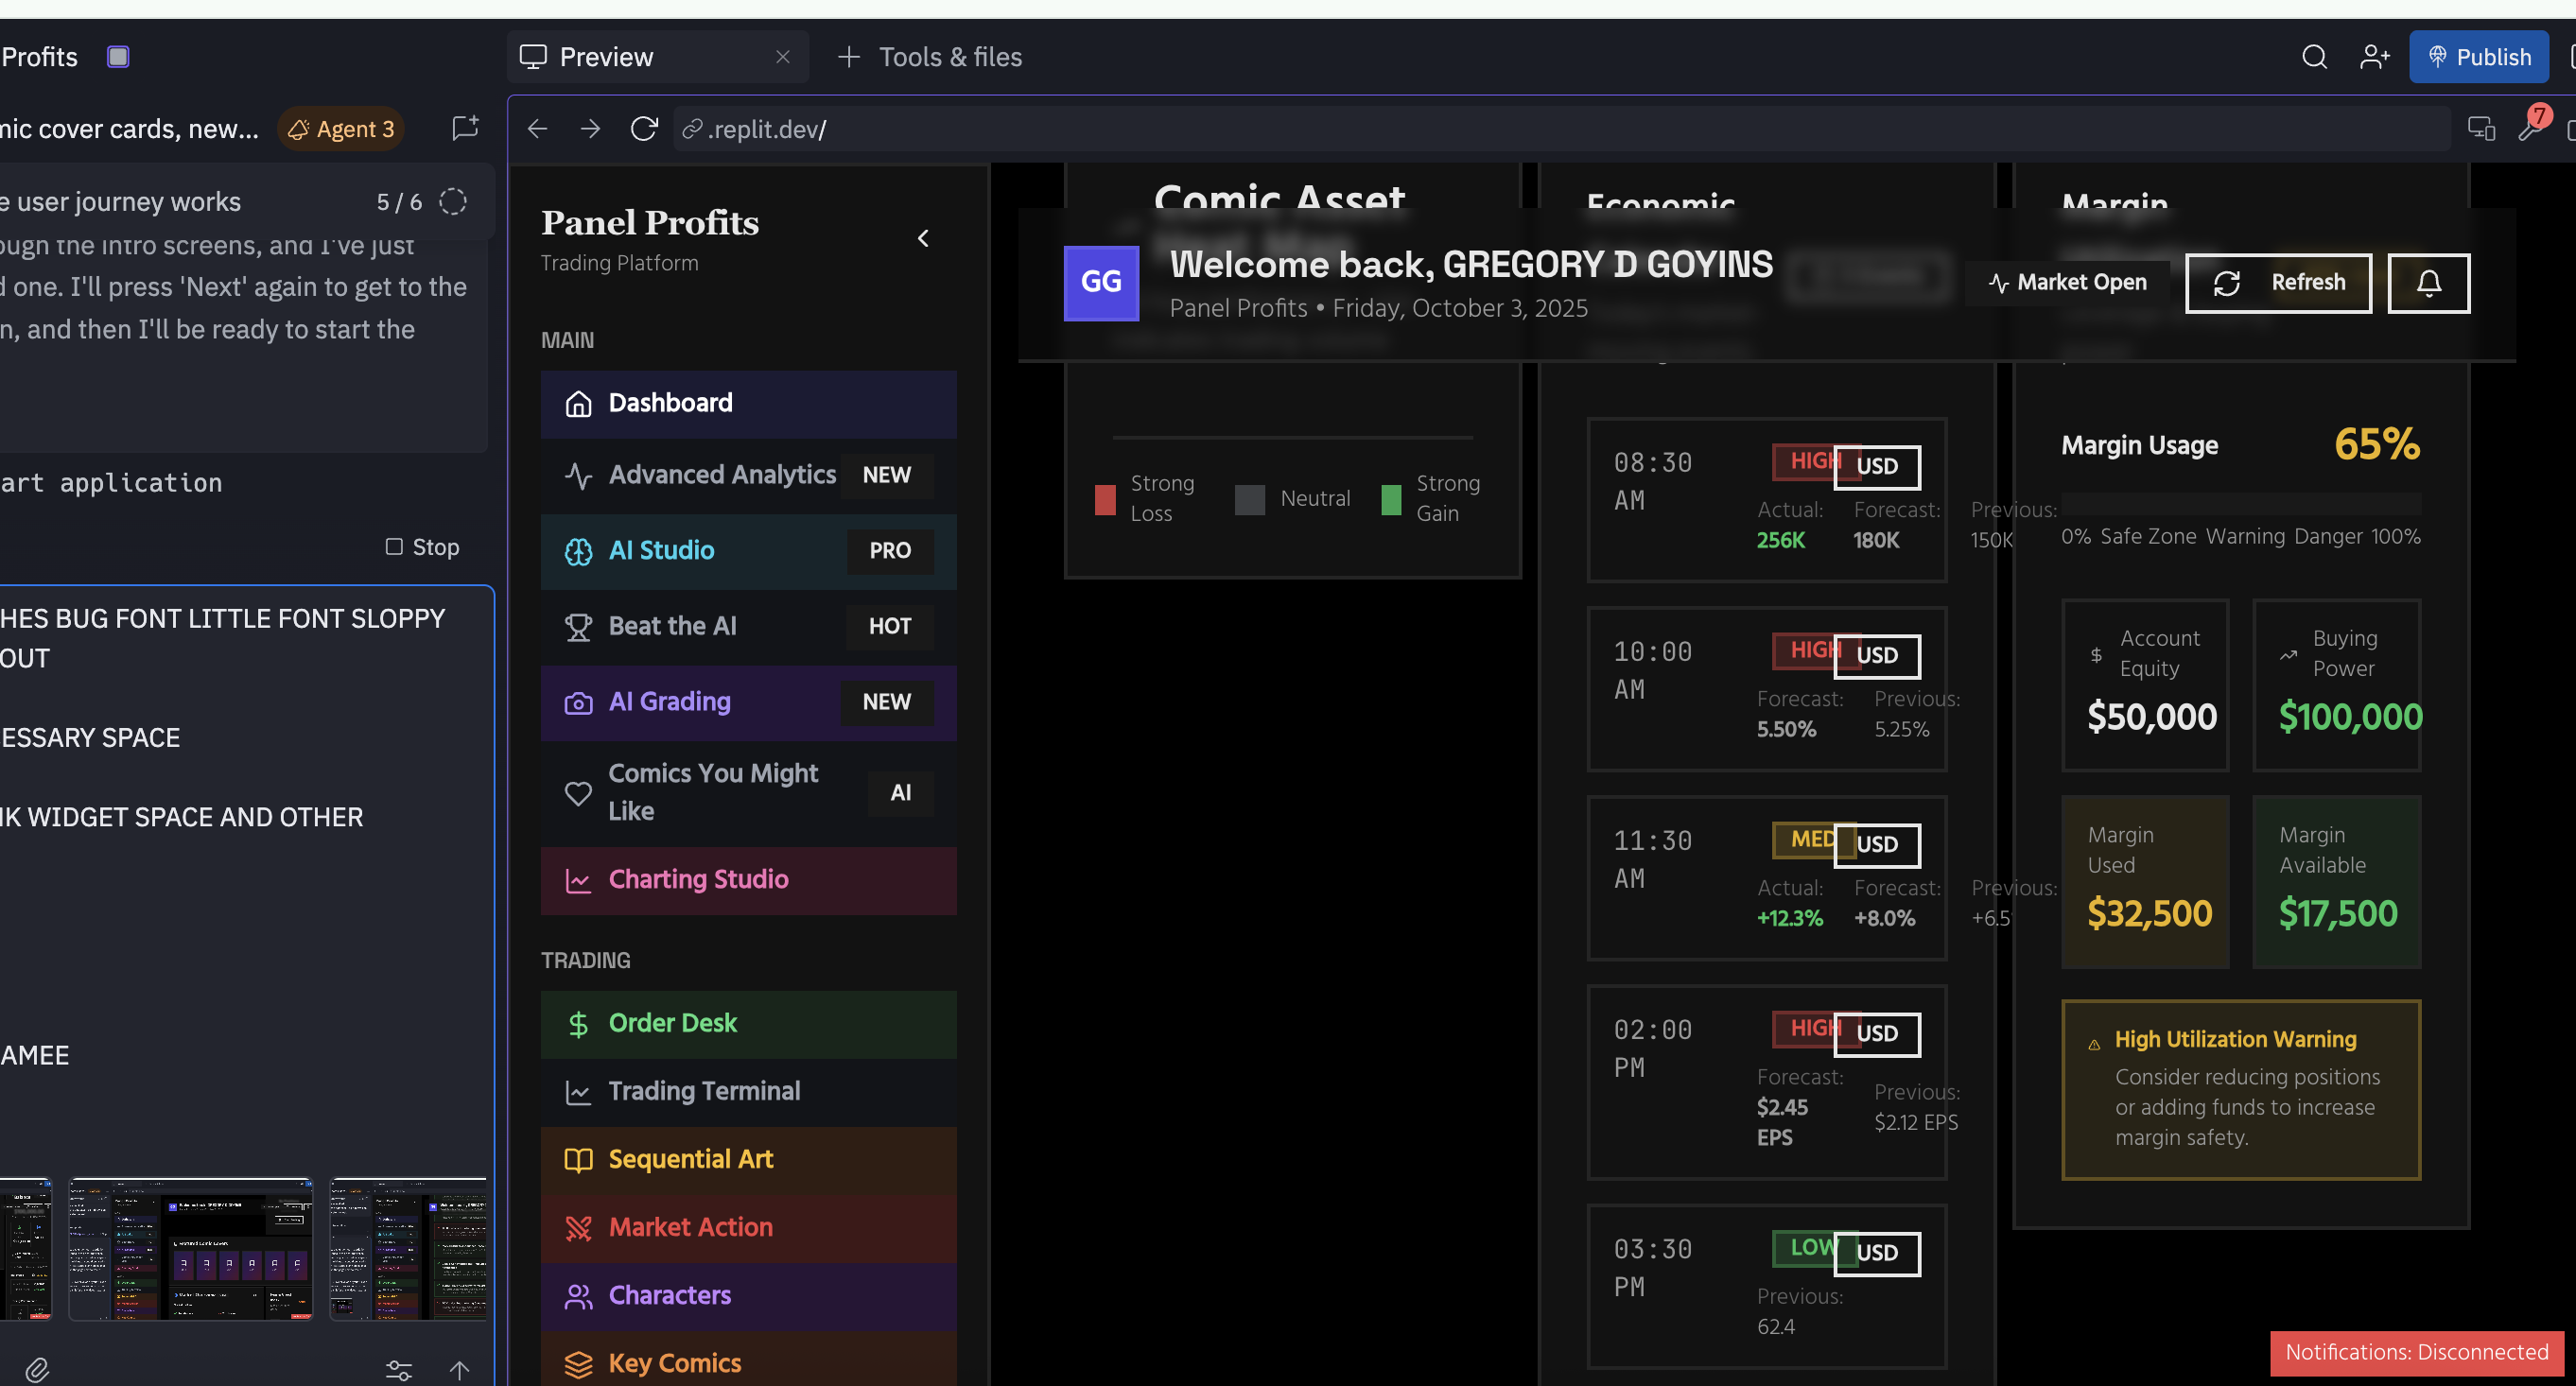 Profits
Preview
Tools & files
Publish
mic cover cards, new...
Agent 3
.replit.dev/
7
e user journey works
5 / 6
ough the intro screens, and I've just
d one. I'll press 'Next' again to get to the
n, and then I'll be ready to start the
art application
Stop
HES BUG FONT LITTLE FONT SLOPPY
OUT
ESSARY SPACE
NK WIDGET SPACE AND OTHER
AMEE
Panel Profits
Trading Platform
MAIN
Dashboard
Advanced Analytics NEW
AI Studio PRO
Beat the AI HOT
AI Grading NEW
Comics You Might
Like
AI
Charting Studio
TRADING
Order Desk
Trading Terminal
Sequential Art
Market Action
Characters
Key Comics
Comic Asset
Economic
Margin
GG
Welcome back, GREGORY D GOYINS
Panel Profits • Friday, October 3, 2025
Market Open
Refresh
Strong
Loss
Neutral
Strong
Gain
08:30
AM
HIGH
USD
Actual: Forecast: Previous:
256K 180K 150K
10:00
AM
HIGH
USD
Forecast: Previous:
5.50% 5.25%
11:30
AM
MED
USD
Actual: Forecast: Previous:
+12.3% +8.0% +6.5
02:00
PM
HIGH
USD
Forecast: Previous:
$2.45
EPS
$2.12 EPS
03:30
PM
LOW
USD
Previous:
62.4
Margin Usage 65%
0% Safe Zone Warning Danger 100%
Account
Equity
$50,000
Buying
Power
$100,000
Margin
Used
$32,500
Margin
Available
$17,500
High Utilization Warning
Consider reducing positions
or adding funds to increase
margin safety.
Notifications: Disconnected